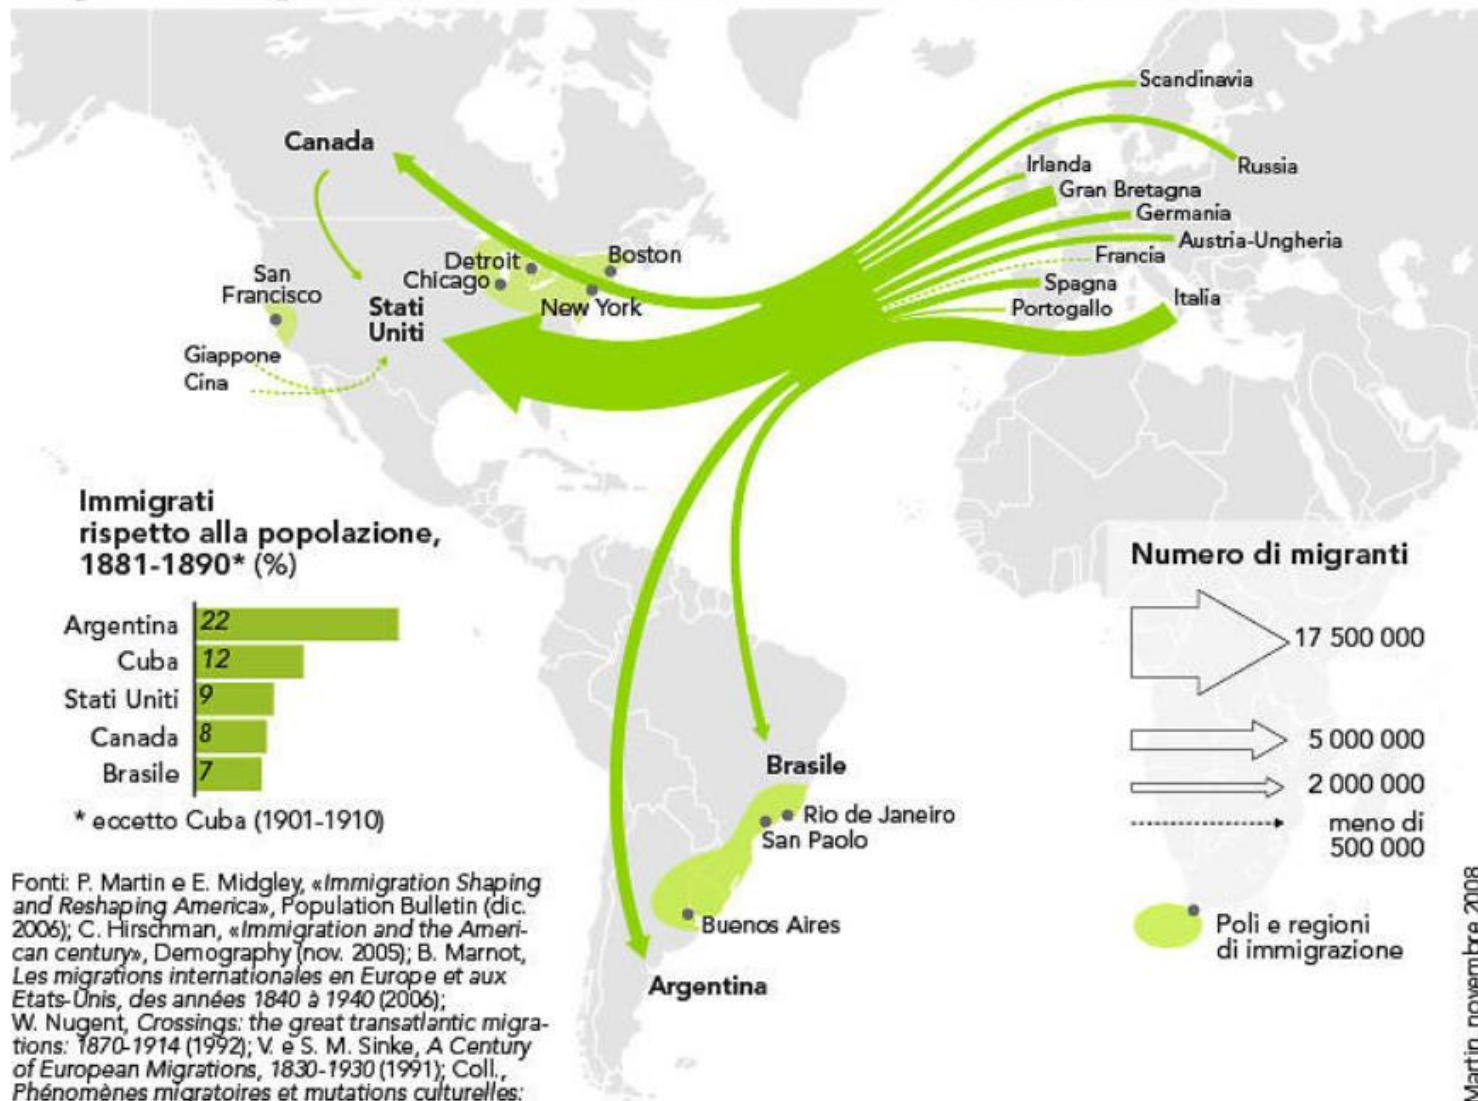 Scandinavia
Canada
Irlanda
Russia
Gran Bretagna
Germania
Austria-Ungheria
Francia
Boston
Detroit
Chicago
San
Francisco
Spagna
Italia
Stati
Uniti
New York
Portogallo
Giappone
Cina
Immigrati
rispetto alla popolazione,
1881-1890* (%)
Argentina 22
Cuba 12
Stati Uniti 9
Canada 8
Brasile 7
* eccetto Cuba (1901-1910)
Numero di migranti
17 500 000
5 000 000
2 000 000
meno di
500 000
Poli e regioni
di immigrazione
Brasile
Rio de Janeiro
San Paolo
Buenos Aires
Argentina
Fonti: P. Martin e E. Midgley, «Immigration Shaping
and Reshaping America», Population Bulletin (dic.
2006); C. Hirschman, «Immigration and the Ameri-
can century», Demography (nov. 2005); B. Marnot,
Les migrations internationales en Europe et aux
Etats-Unis, des années 1840 à 1940 (2006);
W. Nugent, Crossings: the great transatlantic migra-
tions: 1870-1914 (1992); V. e S. M. Sinke, A Century
of European Migrations, 1830-1930 (1991); Coll.,
Phénomènes migratoires et mutations culturelles:
Martin, novembre 2008